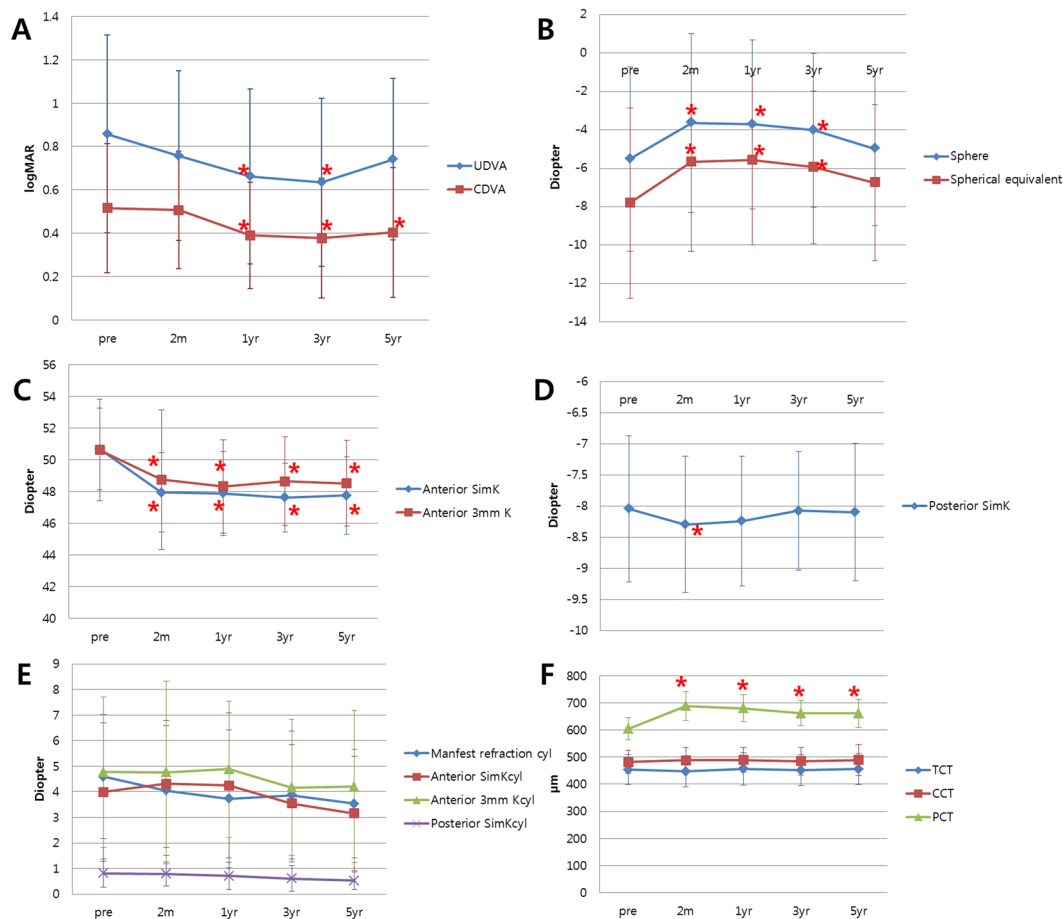 A
1.4
1.2
1
0.8
0.6
0.4
0.2
0
logMAR
pre 2m 1yr 3yr 5yr
UDVA
CDVA
* *
* * *
B
2
0
-2
-4
-6
-8
-10
-12
-14
Diopter
pre 2m 1yr 3yr 5yr
Sphere
Spherical equivalent
* * *
* * *
C
56
54
52
50
48
46
44
42
40
Diopter
pre 2m 1yr 3yr 5yr
Anterior SimK
Anterior 3mm K
* * * *
* * * *
D
-6
-6.5
-7
-7.5
-8
-8.5
-9
-9.5
-10
Diopter
pre 2m 1yr 3yr 5yr
Posterior SimK
*
E
9
8
7
6
5
4
3
2
1
0
Diopter
pre 2m 1yr 3yr 5yr
Manfest refraction cyl
Anterior SimKcyl
Anterior 3mm Kcyl
Posterior SimKcyl
F
800
700
600
500
400
300
200
100
0
μm
pre 2m 1yr 3yr 5yr
TCT
CCT
PCT
* * * *